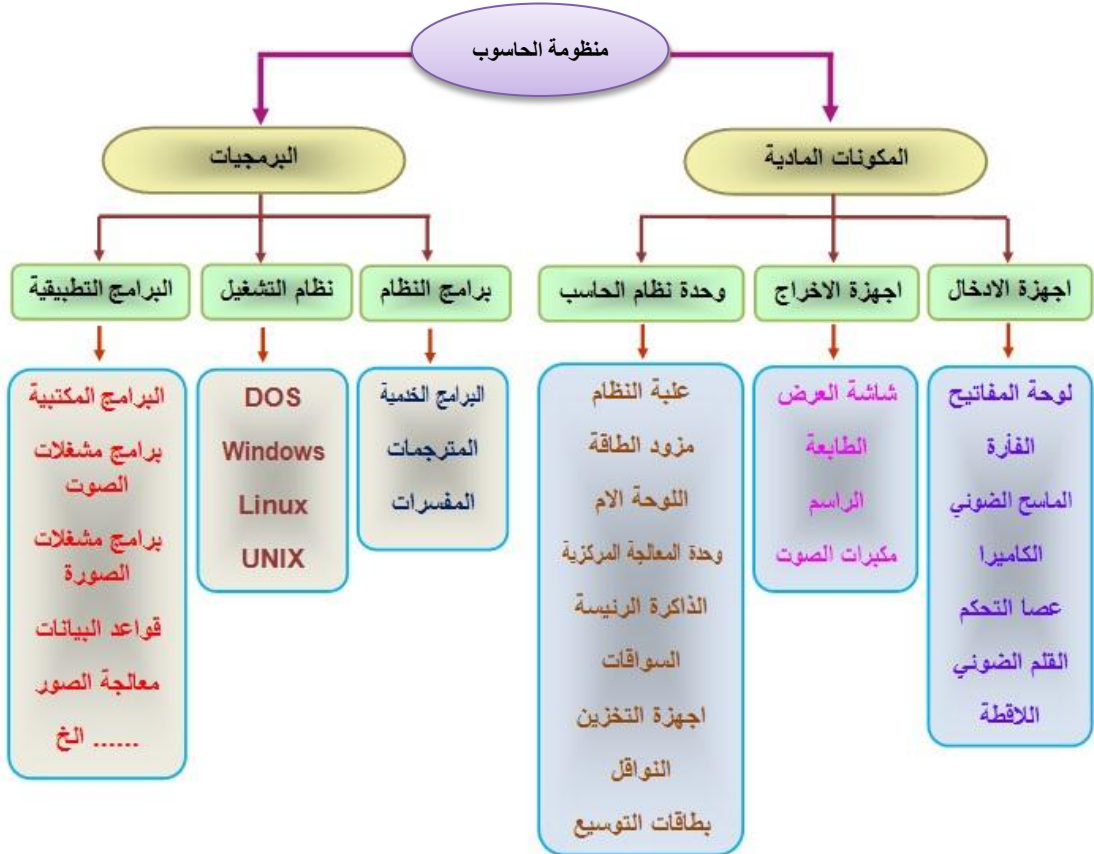 منظومة الحاسوب
المكونات المادية
البرمجيات
اجهزة الادخال
اجهزة الاخراج
وحدة نظام الحاسب
برامج النظام
نظام التشغيل
البرامج التطبيقية
لوحة المفاتيح
الفأرة
الماسح الضوئي
الكاميرا
عصا التحكم
القلم الضوئي
اللاقطة
شاشة العرض
الطابعة
الراسم
مكبرات الصوت
علبة النظام
مزود الطاقة
اللوحة الام
وحدة المعالجة المركزية
الذاكرة الرئيسة
السواقات
اجهزة التخزين
النواقل
بطاقات التوسيع
البرامج الخدمية
المترجمات
المفسرات
DOS
Windows
Linux
UNIX
البرامج المكتبية
برامج مشغلات
الصوت
برامج مشغلات
الصورة
قواعد البيانات
معالجة الصور
...... الخ